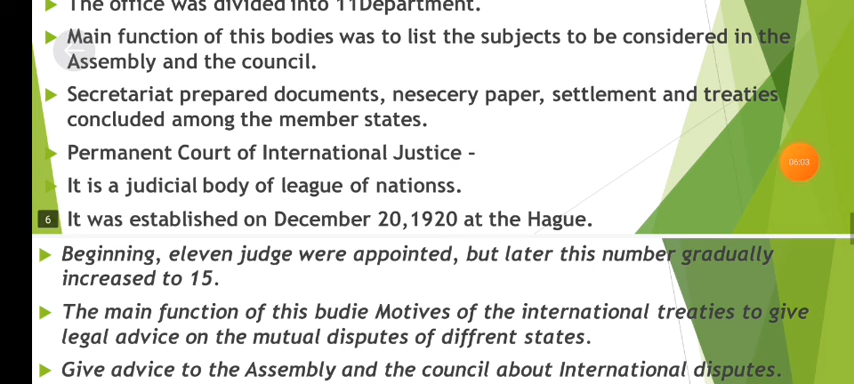 The office was divided into 11Department.
Main function of this bodies was to list the subjects to be considered in the
Assembly and the council.
Secretariat prepared documents, nesecery paper, settlement and treaties
concluded among the member states.
Permanent Court of International Justice –
It is a judicial body of league of nationss.
6 It was established on December 20,1920 at the Hague.
Beginning, eleven judge were appointed, but later this number gradually
increased to 15.
The main function of this budie Motives of the international treaties to give
legal advice on the mutual disputes of diffrent states.
Give advice to the Assembly and the council about International disputes.
06:03